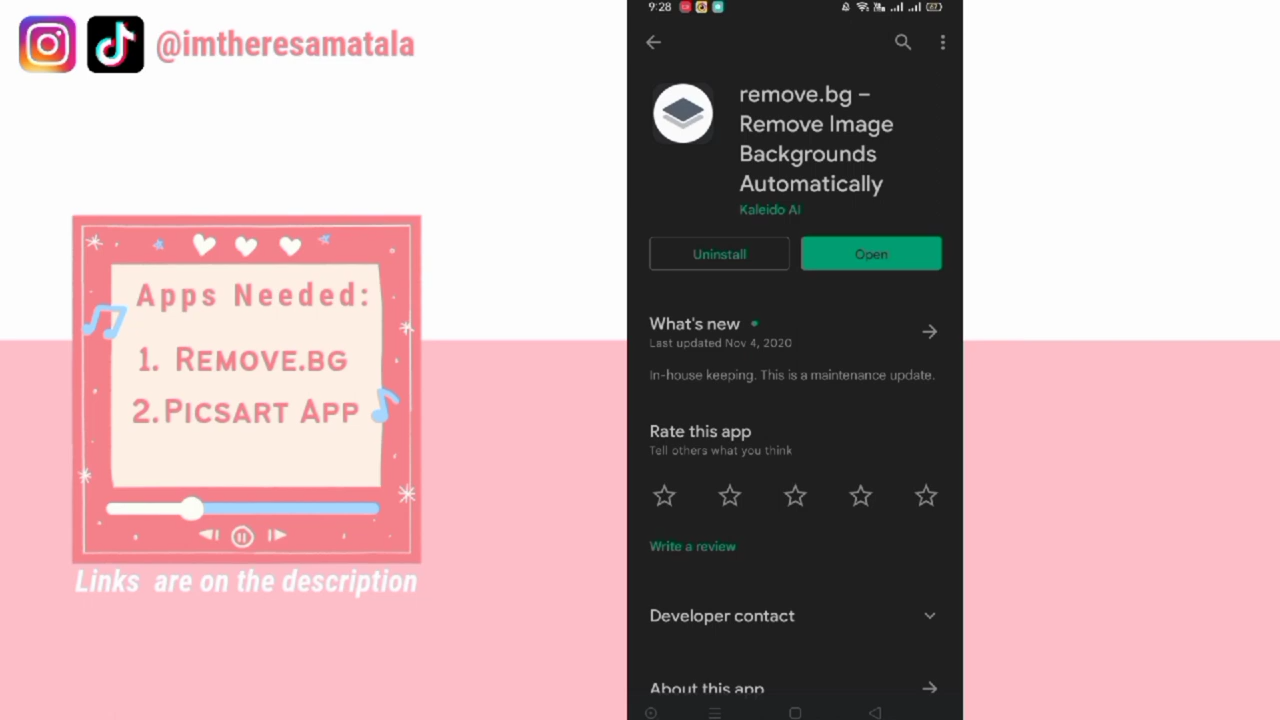 @imtheresamatala
Apps Needed:
1. Remove.bg
2. Picsart App
Links are on the description
9:28
remove.bg –
Remove Image
Backgrounds
Automatically
Kaleido AI
Uninstall
Open
What's new
Last updated Nov 4, 2020
In-house keeping. This is a maintenance update.
Rate this app
Tell others what you think
Write a review
Developer contact
About this app